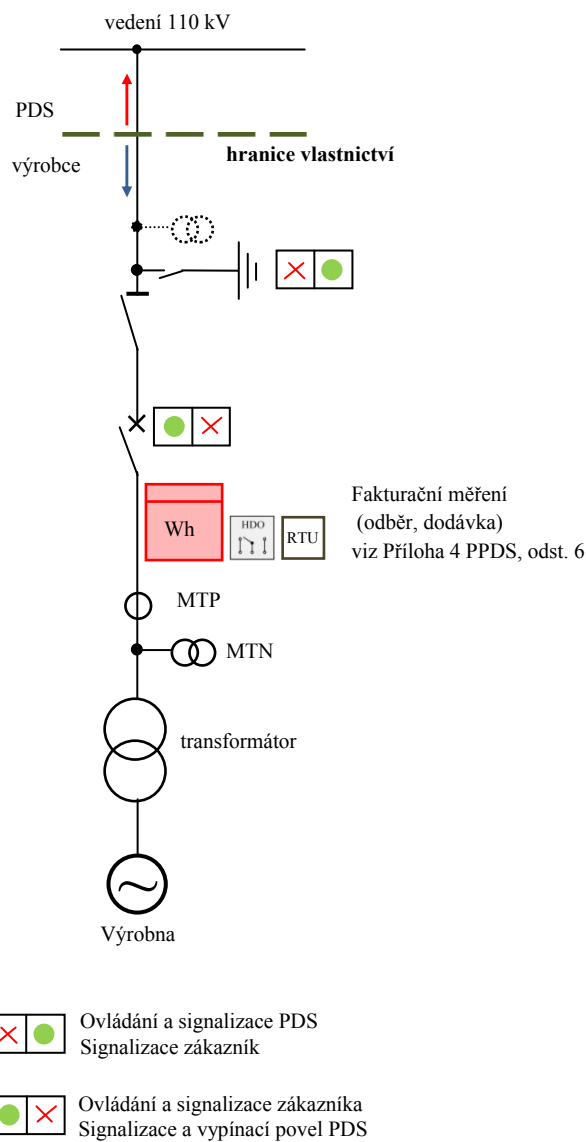 vedení 110 kV
PDS
hranice vlastnictví
výrobce
Fakturační měření
Wh
HDO
RTU
(odběr, dodávka)
viz Příloha 4 PPDS, odst. 6
MTP
MTN
transformátor
Výrobna
Ovládání a signalizace PDS
Signalizace zákazník
Ovládání a signalizace zákazníka
Signalizace a vypínací povel PDS